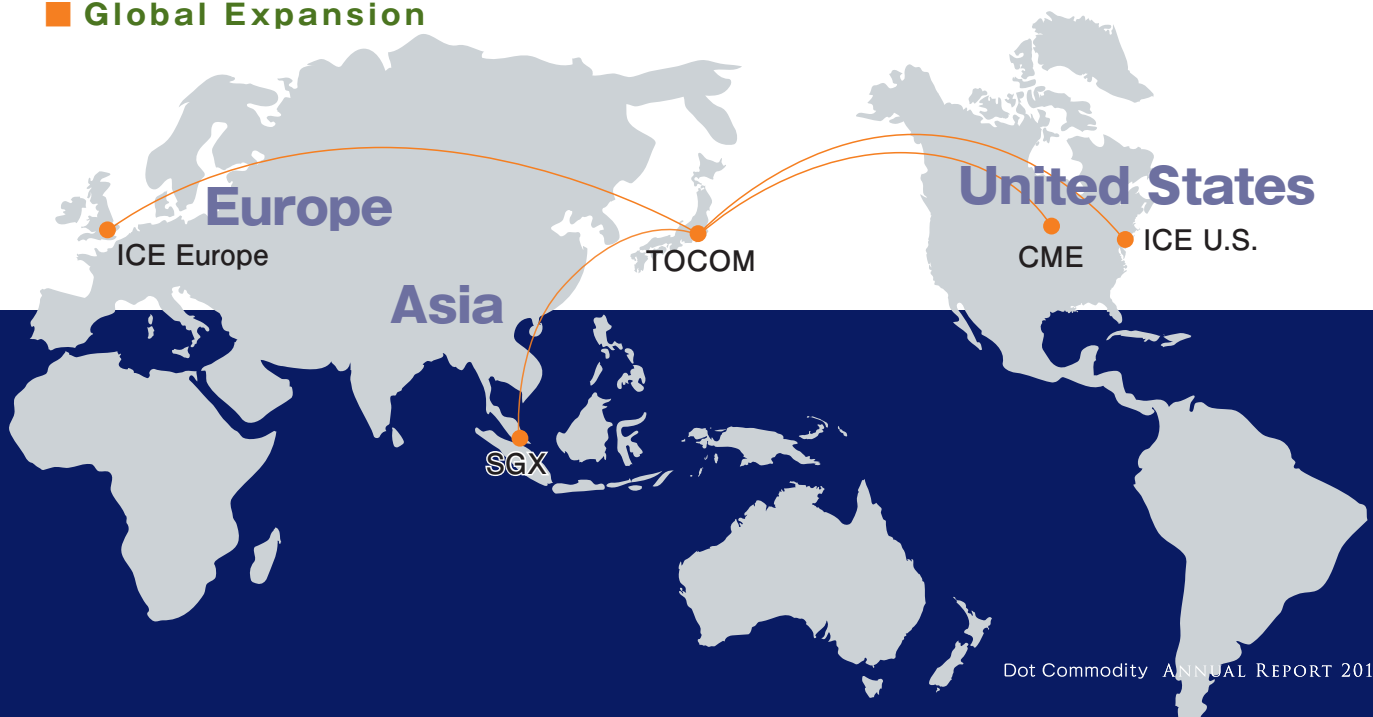 Global Expansion
United States
Europe
ICE U.S.
ICE Europe
CME
TOCOM
Asia
SGX
Dot Commodity ANNUAL REPORT 201